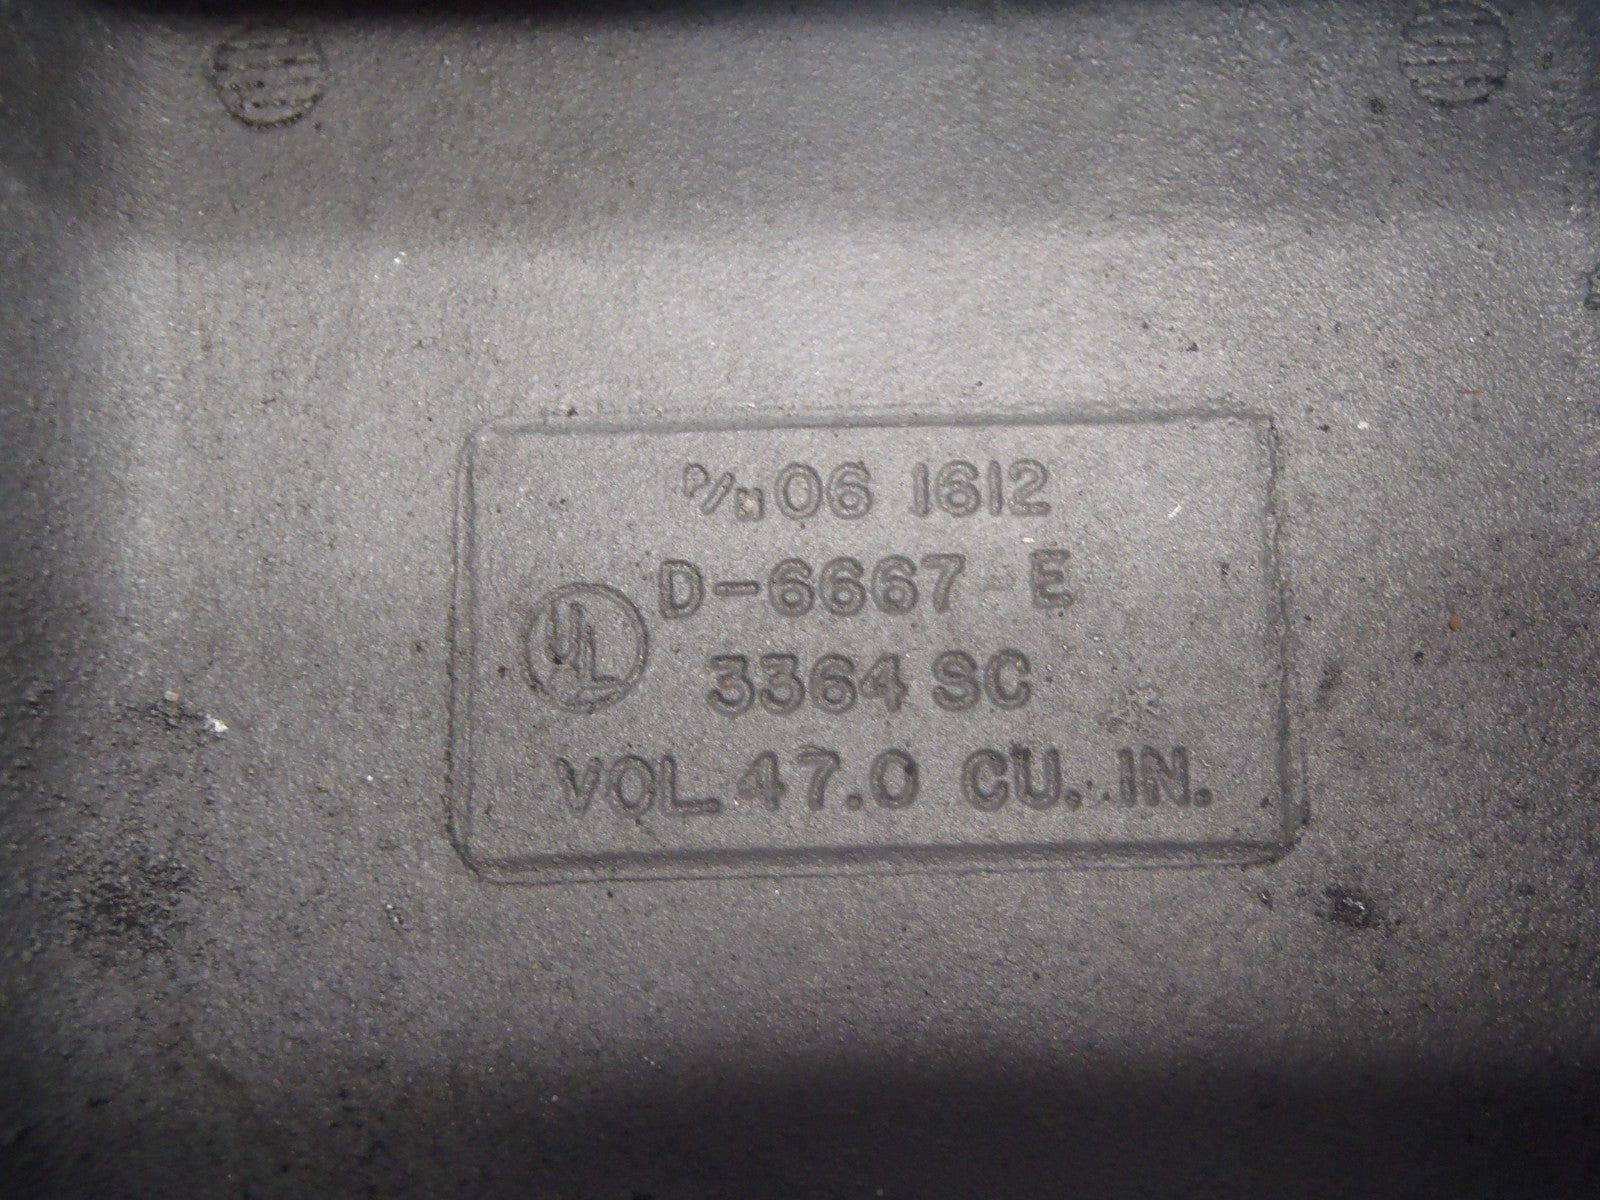 P/N 06 1612
D-6667-E
UL
3364 SC
VOL. 47.0 CU. IN.